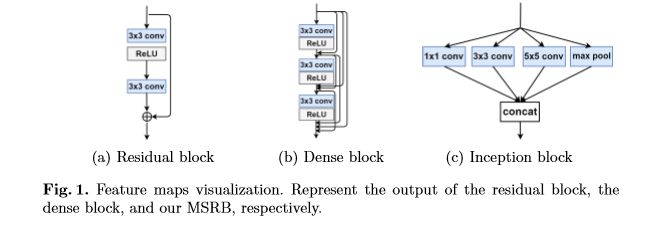 3x3 conv
ReLU
3x3 conv
3x3 conv
ReLU
3x3 conv
ReLU
3x3 conv
ReLU
1x1 conv 3x3 conv 5x5 conv max pool
concat
(a) Residual block (b) Dense block (c) Inception block
Fig. 1. Feature maps visualization. Represent the output of the residual block, the
dense block, and our MSRB, respectively.